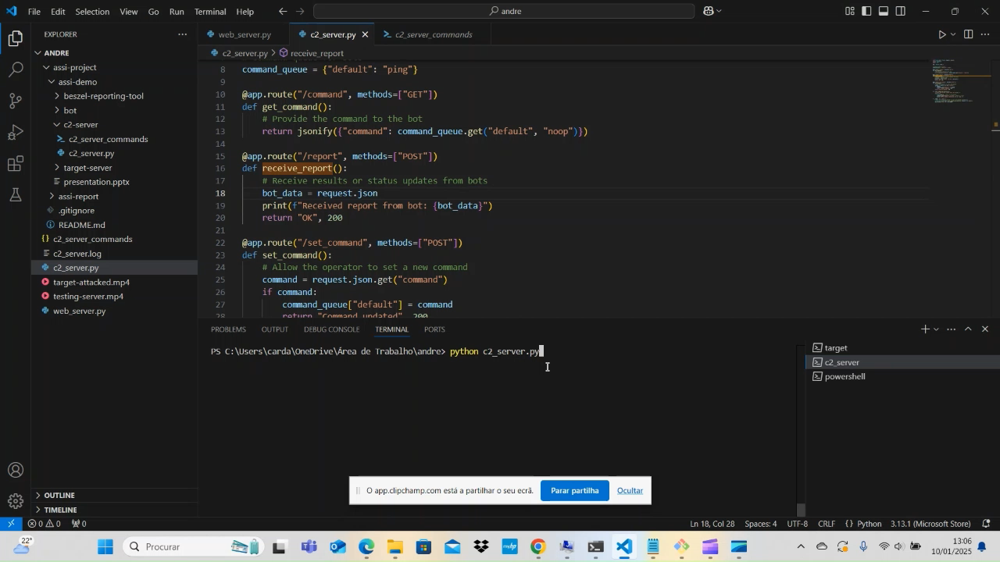 File Edit Selection View Go Run Terminal Help
andre
EXPLORER
ANDRE
assi-project
assi-demo
beszel-reporting-tool
bot
c2-server
c2_server_commands
c2_server.py
target-server
presentation.pptx
assi-report
.gitignore
README.md
c2_server_commands
c2_server.log
c2_server.py
target-attacked.mp4
testing-server.mp4
web_server.py
OUTLINE
TIMELINE
web_server.py c2_server.py c2_server_commands
c2_server.py receive_report
8 command_queue = {"default": "ping"}
9
10 @app.route("/command", methods=["GET"])
11 def get_command():
12 # Provide the command to the bot
13 return jsonify({"command": command_queue.get("default", "noop")})
14
15 @app.route("/report", methods=["POST"])
16 def receive_report():
17 # Receive results or status updates from bots
18 bot_data = request.json
19 print(f"Received report from bot: {bot_data}")
20 return "OK", 200
21
22 @app.route("/set_command", methods=["POST"])
23 def set_command():
24 # Allow the operator to set a new command
25 command = request.json.get("command")
26 if command:
27 command_queue["default"] = command
28 return "Command updated", 200
PROBLEMS OUTPUT DEBUG CONSOLE TERMINAL PORTS
PS C:\Users\carda\OneDrive\Área de Trabalho\andre> python c2_server.py
target
c2_server
powershell
O app.clipchamp.com está a partilhar o seu ecrã. Parar partilha Ocultar
0 0 0 Ln 18, Col 28 Spaces: 4 UTF-8 CRLF Python 3.13.1 (Microsoft Store)
22° Procurar 13:06
10/01/2025